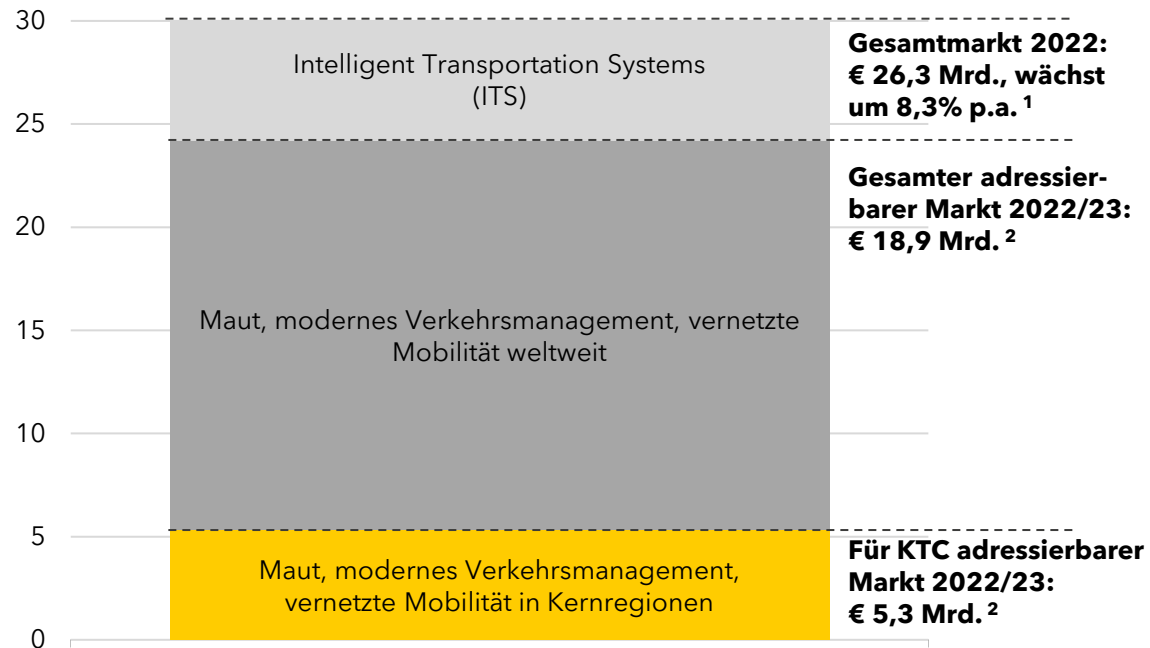 30
25
20
15
10
5
0
Intelligent Transportation Systems
(ITS)
Maut, modernes Verkehrsmanagement, vernetzte
Mobilität weltweit
Maut, modernes Verkehrsmanagement,
vernetzte Mobilität in Kernregionen
Gesamtmarkt 2022:
€ 26,3 Mrd., wächst
um 8,3% p.a. ¹
Gesamter adressier-
barer Markt 2022/23:
€ 18,9 Mrd. ²
Für KTC adressierbarer
Markt 2022/23:
€ 5,3 Mrd. ²